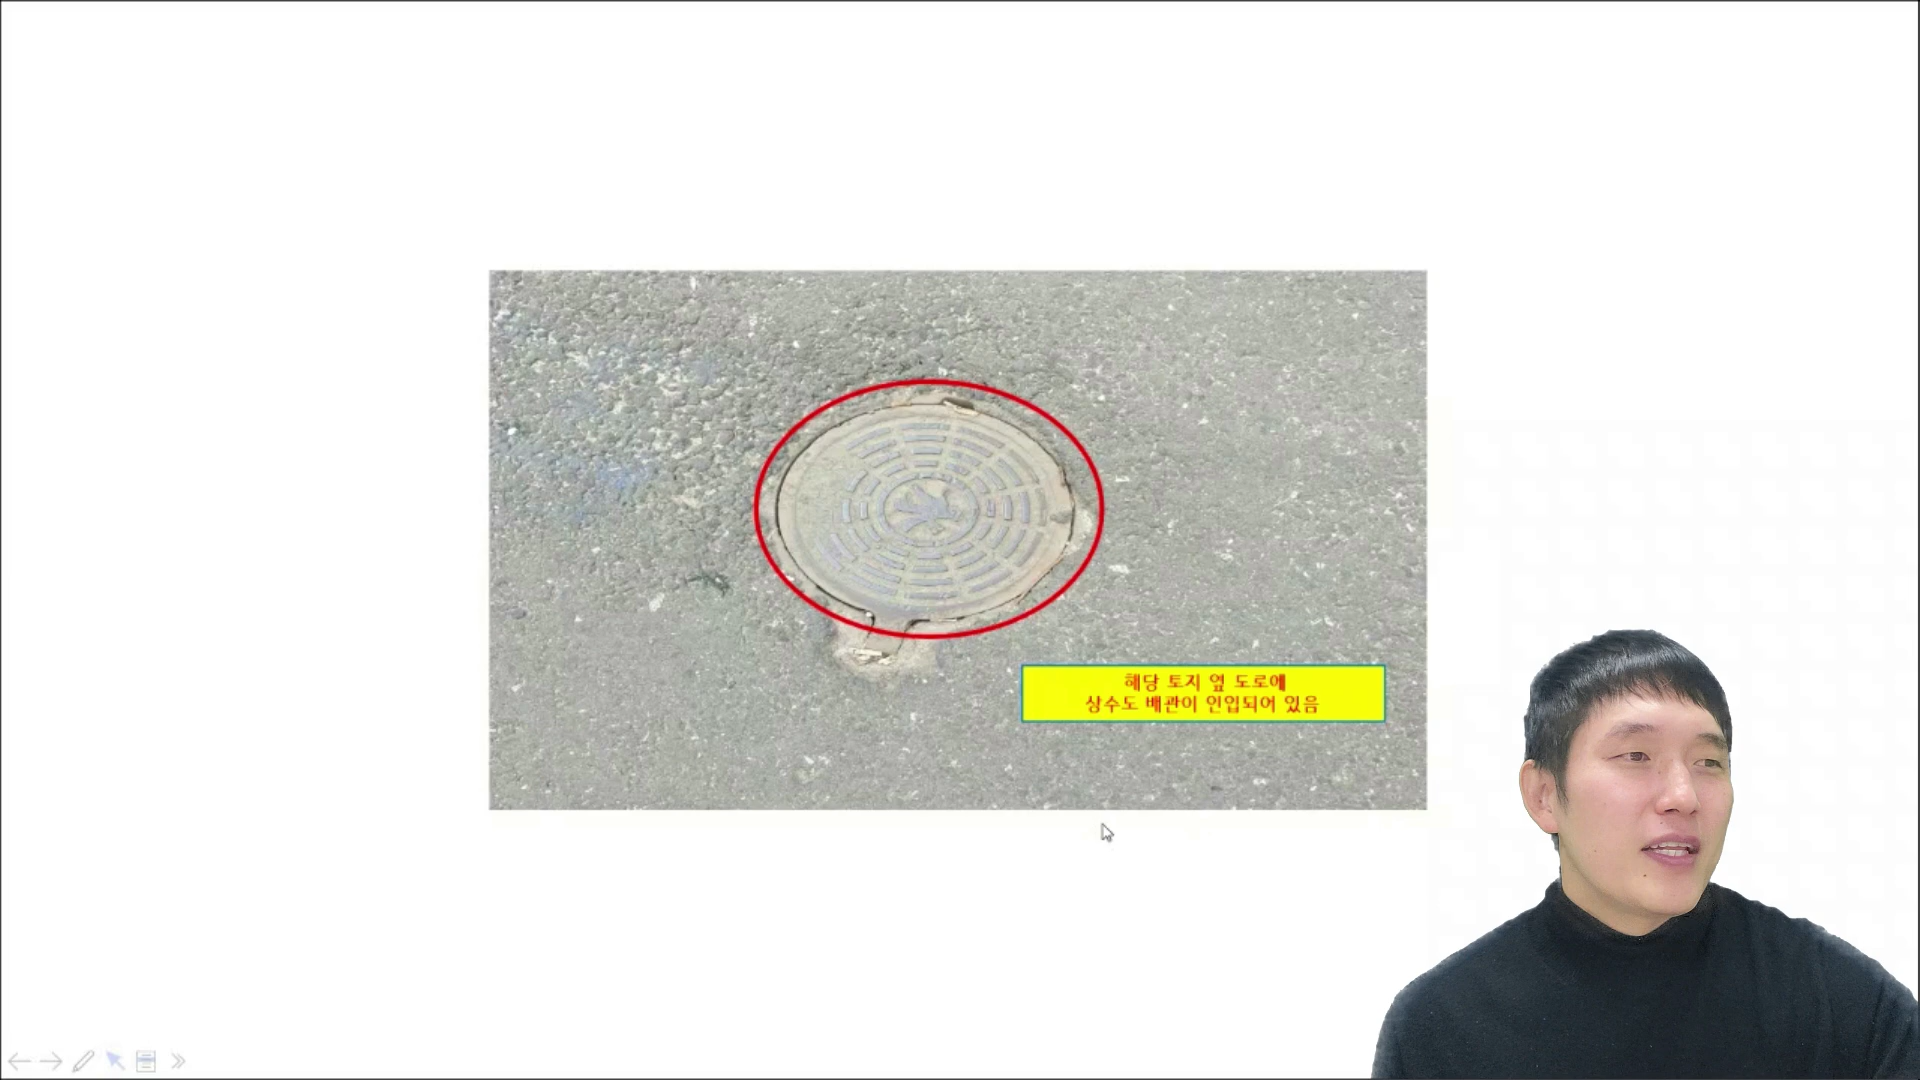 해당 토지 옆 도로에
상수도 배관이 인입되어 있음